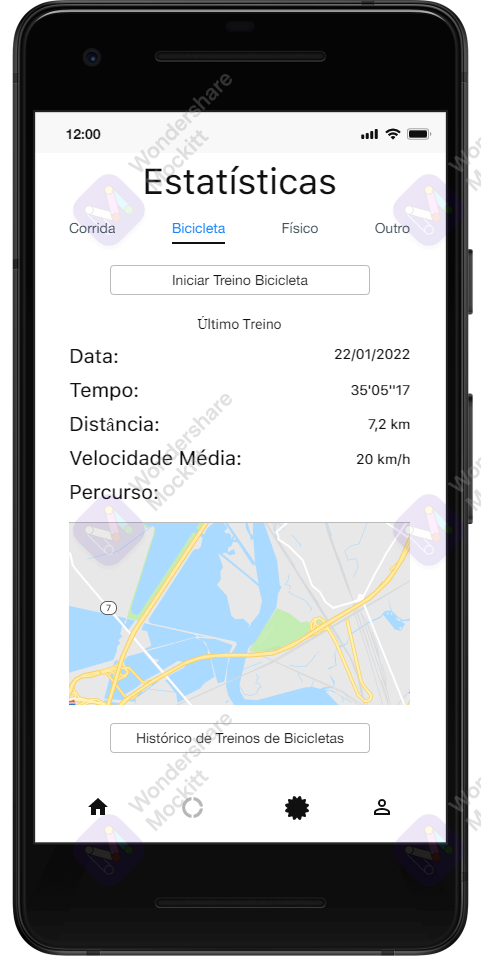 12:00
Estatísticas
Corrida Bicicleta Físico Outro
Iniciar Treino Bicicleta
Último Treino
Data: 22/01/2022
Tempo: 35'05''17
Distância: 7,2 km
Velocidade Média: 20 km/h
Percurso:
7
Histórico de Treinos de Bicicletas
Wondershare
Mockitt
Wondershare
Mockitt
Wondershare
Mockitt